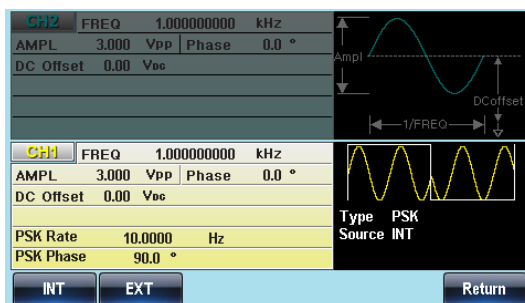 CH2 FREQ 1.000000000 kHz
AMPL 3.000 VPP Phase 0.0 °
DC Offset 0.00 VDC
Ampl
DCoffset
1/FREQ
CH1 FREQ 1.000000000 kHz
AMPL 3.000 VPP Phase 0.0 °
DC Offset 0.00 VDC
PSK Rate 10.0000 Hz
PSK Phase 90.0 °
Type PSK
Source INT
INT EXT Return